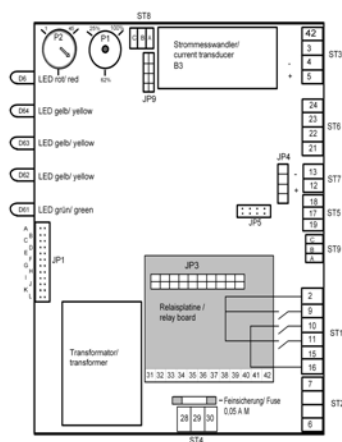 ST8
P2
45
P1
25%
100%
62%
C B A
JP9
Strommesswandler/
current transducer
B3
42
3
4
5
-
+
ST3
D6
LED rot/ red
D64
LED gelb/ yellow
D63
LED gelb/ yellow
D62
LED gelb/ yellow
D61
LED grün/ green
24
23
22
21
ST6
JP4
-
+
13
12
ST7
JP5
18
17
19
ST5
C
B
A
ST9
A
B
C
D
E
F
G
H
I
J
K
L
JP1
JP3
Relaisplatine /
relay board
31 32 33 34 35 36 37 38 39 40 41 42
2
9
10
11
15
16
ST1
Transformator/
transformer
Feinsicherung/ Fuse
0,05 A M
28 29 30
ST4
7
6
ST2